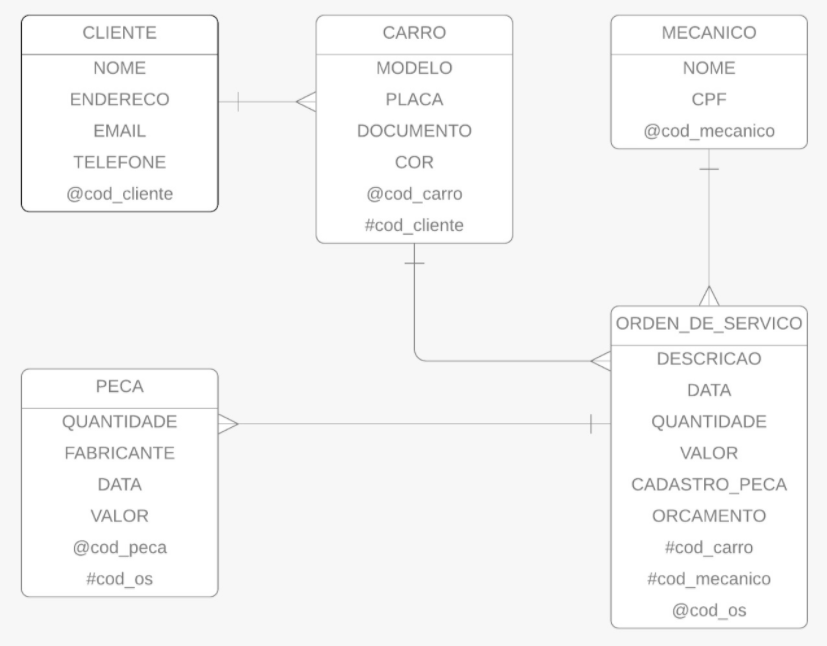 CLIENTE
NOME
ENDERECO
EMAIL
TELEFONE
@cod_cliente
CARRO
MODELO
PLACA
DOCUMENTO
COR
@cod_carro
#cod_cliente
MECANICO
NOME
CPF
@cod_mecanico
PECA
QUANTIDADE
FABRICANTE
DATA
VALOR
@cod_peca
#cod_os
ORDEN_DE_SERVICO
DESCRICAO
DATA
QUANTIDADE
VALOR
CADASTRO_PECA
ORCAMENTO
#cod_carro
#cod_mecanico
@cod_os